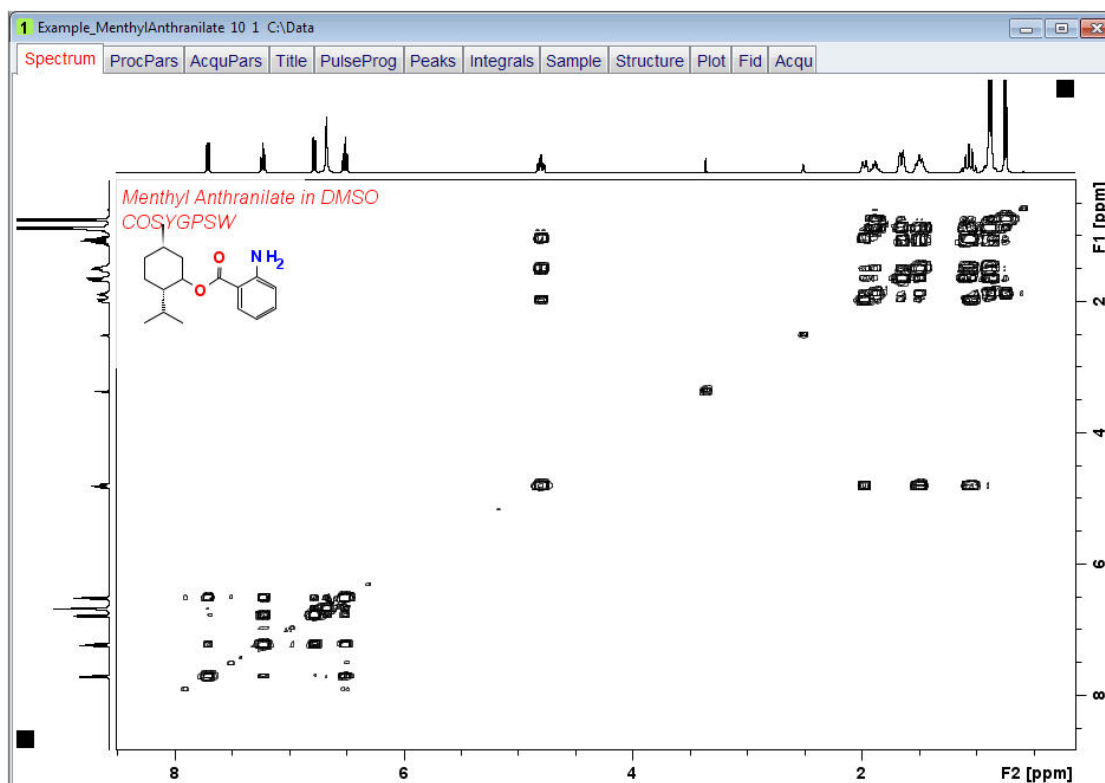 1 Example_MenthylAnthranilate 10 1 C:\Data
Spectrum ProcPars AcquPars Title PulseProg Peaks Integrals Sample Structure Plot Fid Acqu
Menthyl Anthranilate in DMSO
COSYGPSW
O NH2
O
F1 [ppm]
2
4
6
8
8 6 4 2 F2 [ppm]